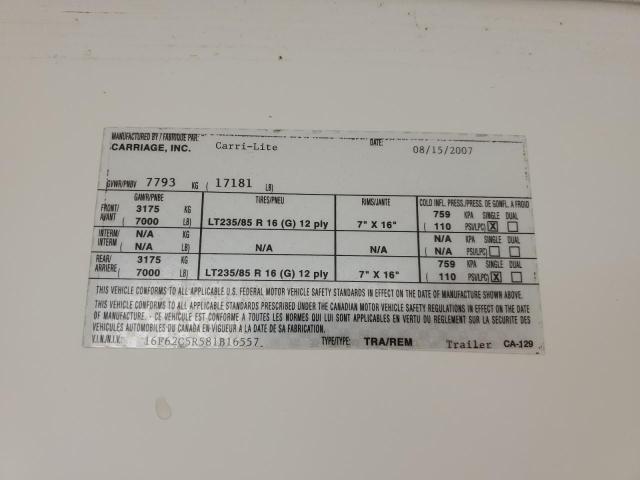 MANUFACTURED BY / FABRIQUE PAR: DATE:
CARRIAGE, INC. Carri-Lite 08/15/2007
GVWR/PNBV 7793 KG ( 17181 LB)
GAWR/PNBE TIRES/PNEU RIMS/JANTE COLD INFL. PRESS./PRESS. DE GONFL. A FROID
FRONT/ 3175 KG 759 KPA SINGLE DUAL
AVANT ( 7000 LB) LT235/85 R 16 (G) 12 ply 7" X 16" ( 110 PSI/LPC) X
INTERM/ N/A KG N/A KPA SINGLE DUAL
INTERM ( N/A LB) N/A N/A ( N/A PSI/LPC)
REAR/ 3175 KG 759 KPA SINGLE DUAL
ARRIÈRE ( 7000 LB) LT235/85 R 16 (G) 12 ply 7" X 16" ( 110 PSI/LPC) X
THIS VEHICLE CONFORMS TO ALL APPLICABLE U.S. FEDERAL MOTOR VEHICLE SAFETY STANDARDS IN EFFECT ON THE DATE OF MANUFACTURE SHOWN ABOVE.
THIS VEHICLE CONFORMS TO ALL APPLICABLE STANDARDS PRESCRIBED UNDER THE CANADIAN MOTOR VEHICLE SAFETY REGULATIONS IN EFFECT ON THE DATE
OF MANUFACTURE. - CE VEHICULE EST CONFORME A TOUTES LES NORMES QUI LUI SONT APPLICABLES EN VERTU DU REGLEMENT SUR LA SECURITE DES
VEHICULES AUTOMOBILES DU CANADA EN VIGUEUR A LA DATE DE SA FABRICATION.
V.I.N./N.I.V.: 16F62C5R581B16557 TYPE/TYPE: TRA/REM Trailer CA-129